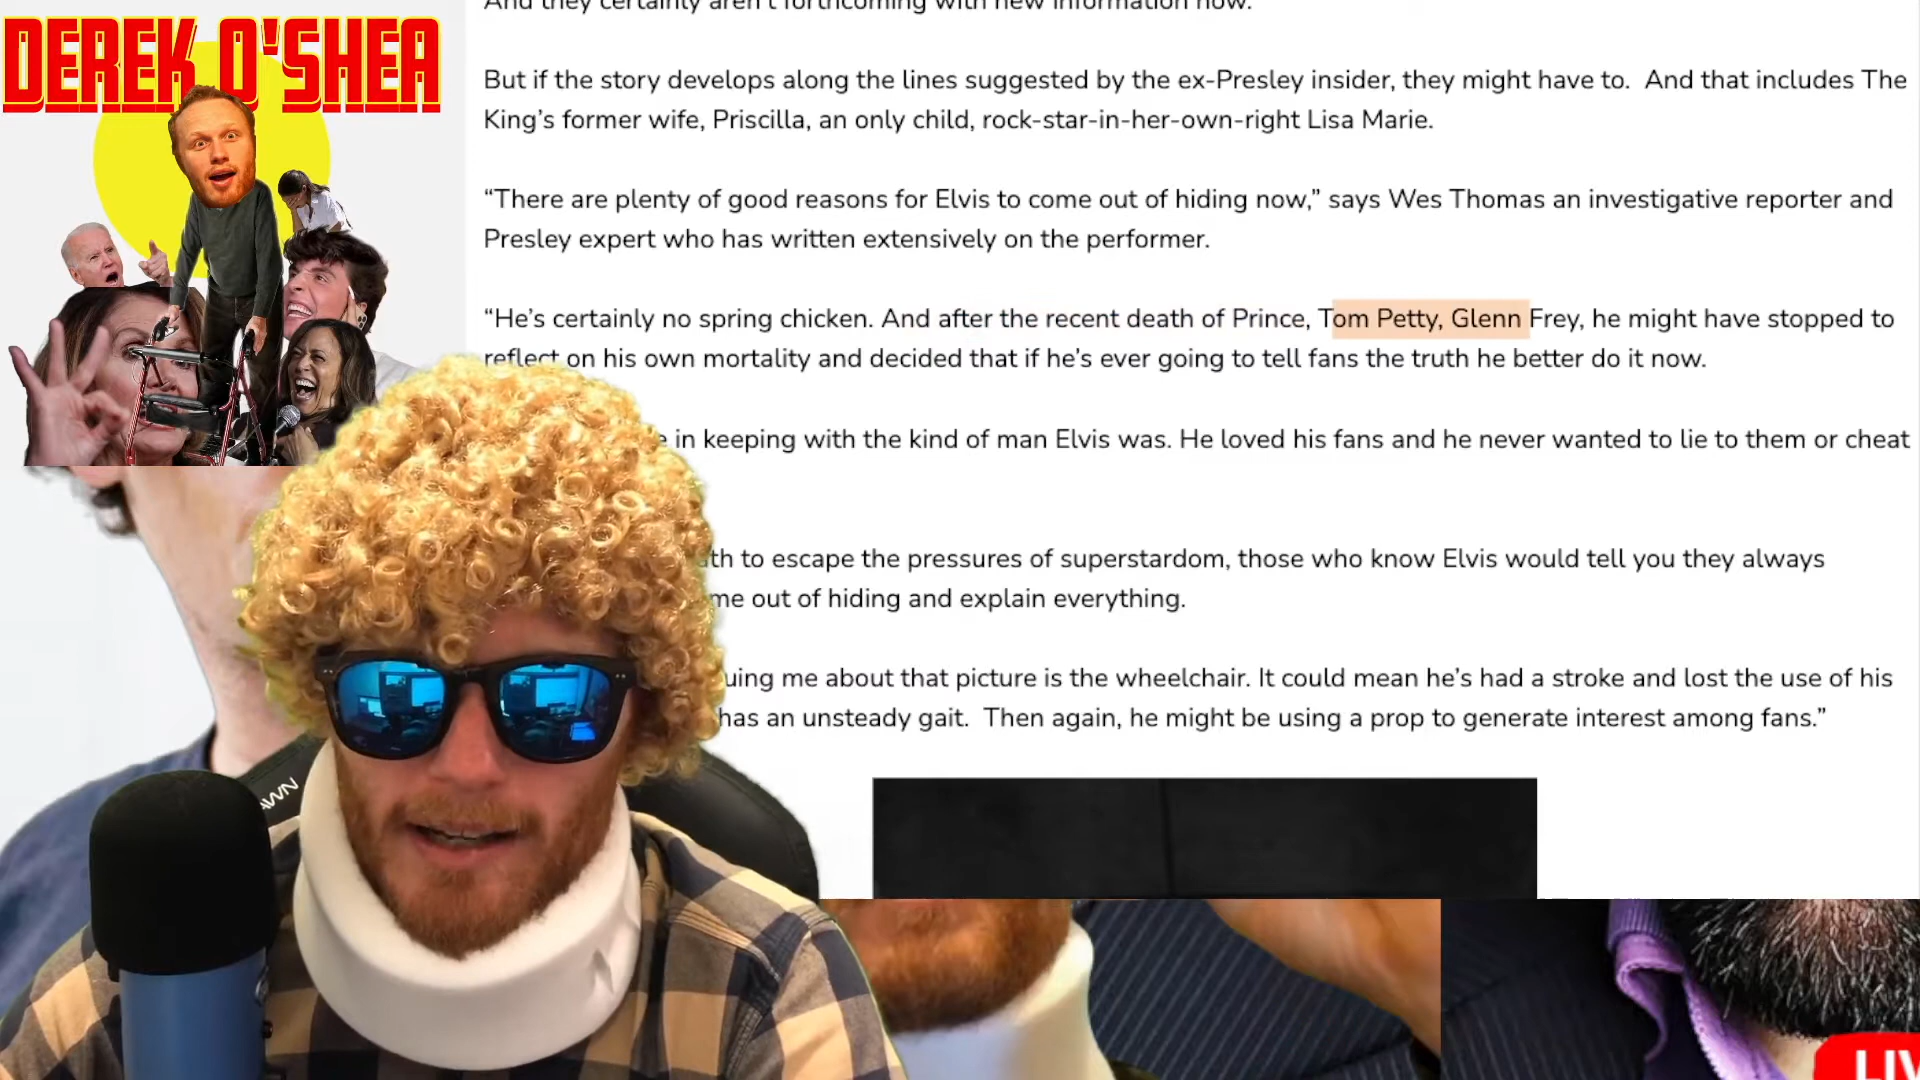 DEREK O'SHEA
And they certainly aren't forthcoming with new information now.
But if the story develops along the lines suggested by the ex-Presley insider, they might have to. And that includes The
King’s former wife, Priscilla, an only child, rock-star-in-her-own-right Lisa Marie.
“There are plenty of good reasons for Elvis to come out of hiding now,” says Wes Thomas an investigative reporter and
Presley expert who has written extensively on the performer.
“He’s certainly no spring chicken. And after the recent death of Prince, Tom Petty, Glenn Frey, he might have stopped to
reflect on his own mortality and decided that if he’s ever going to tell fans the truth he better do it now.
in keeping with the kind of man Elvis was. He loved his fans and he never wanted to lie to them or cheat
to escape the pressures of superstardom, those who know Elvis would tell you they always
out of hiding and explain everything.
me about that picture is the wheelchair. It could mean he’s had a stroke and lost the use of his
has an unsteady gait. Then again, he might be using a prop to generate interest among fans.”